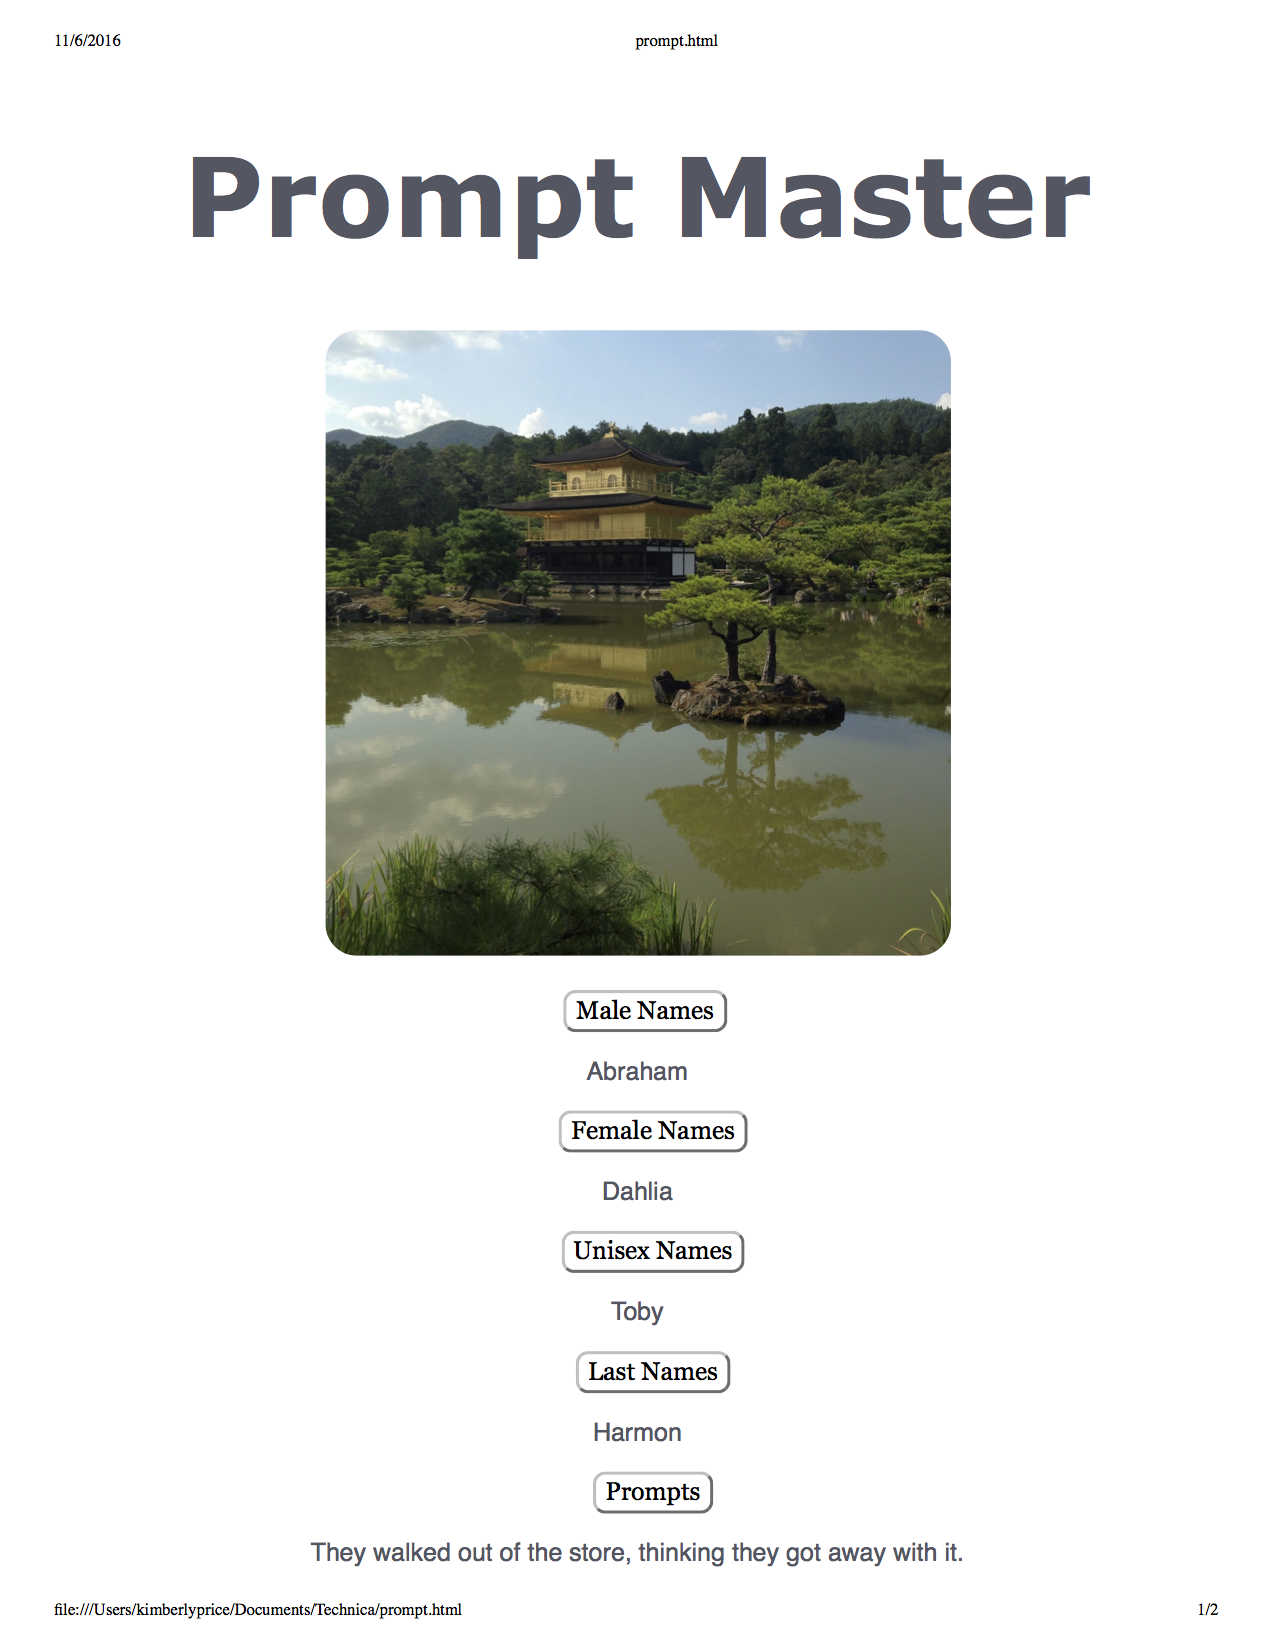 11/6/2016 prompt.html
Prompt Master
Male Names
Abraham
Female Names
Dahlia
Unisex Names
Toby
Last Names
Harmon
Prompts
They walked out of the store, thinking they got away with it.
file:///Users/kimberlyprice/Documents/Technica/prompt.html 1/2